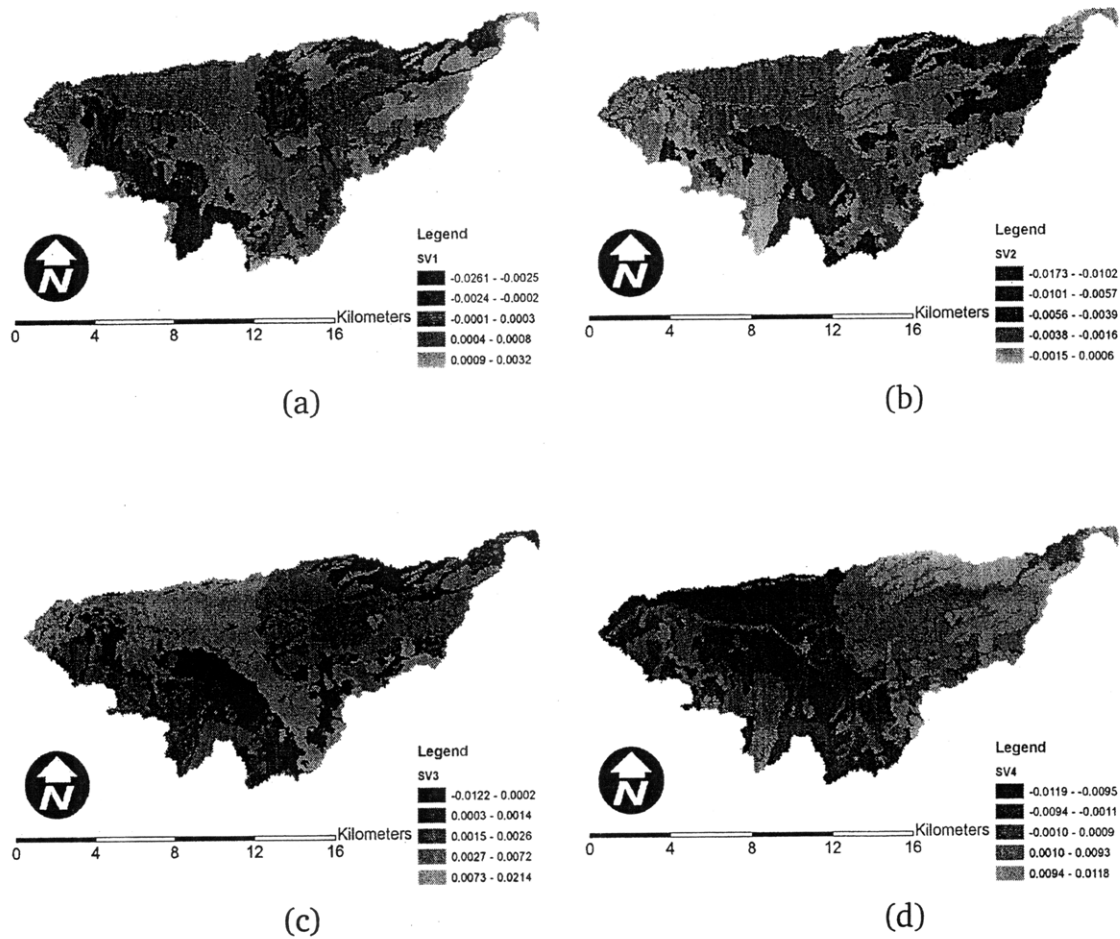 N
Legend
SV1
-0.0261 - -0.0025
-0.0024 - -0.0002
-0.0001 - 0.0003
0.0004 - 0.0008
0.0009 - 0.0032
Kilometers
0 4 8 12 16
(a)
N
Legend
SV2
-0.0173 - -0.0102
-0.0101 - -0.0057
-0.0056 - -0.0039
-0.0038 - -0.0016
-0.0015 - 0.0006
Kilometers
0 4 8 12 16
(b)
N
Legend
SV3
-0.0122 - 0.0002
0.0003 - 0.0014
0.0015 - 0.0026
0.0027 - 0.0072
0.0073 - 0.0214
Kilometers
0 4 8 12 16
(c)
N
Legend
SV4
-0.0119 - -0.0095
-0.0094 - -0.0011
-0.0010 - 0.0009
0.0010 - 0.0093
0.0094 - 0.0118
Kilometers
0 4 8 12 16
(d)